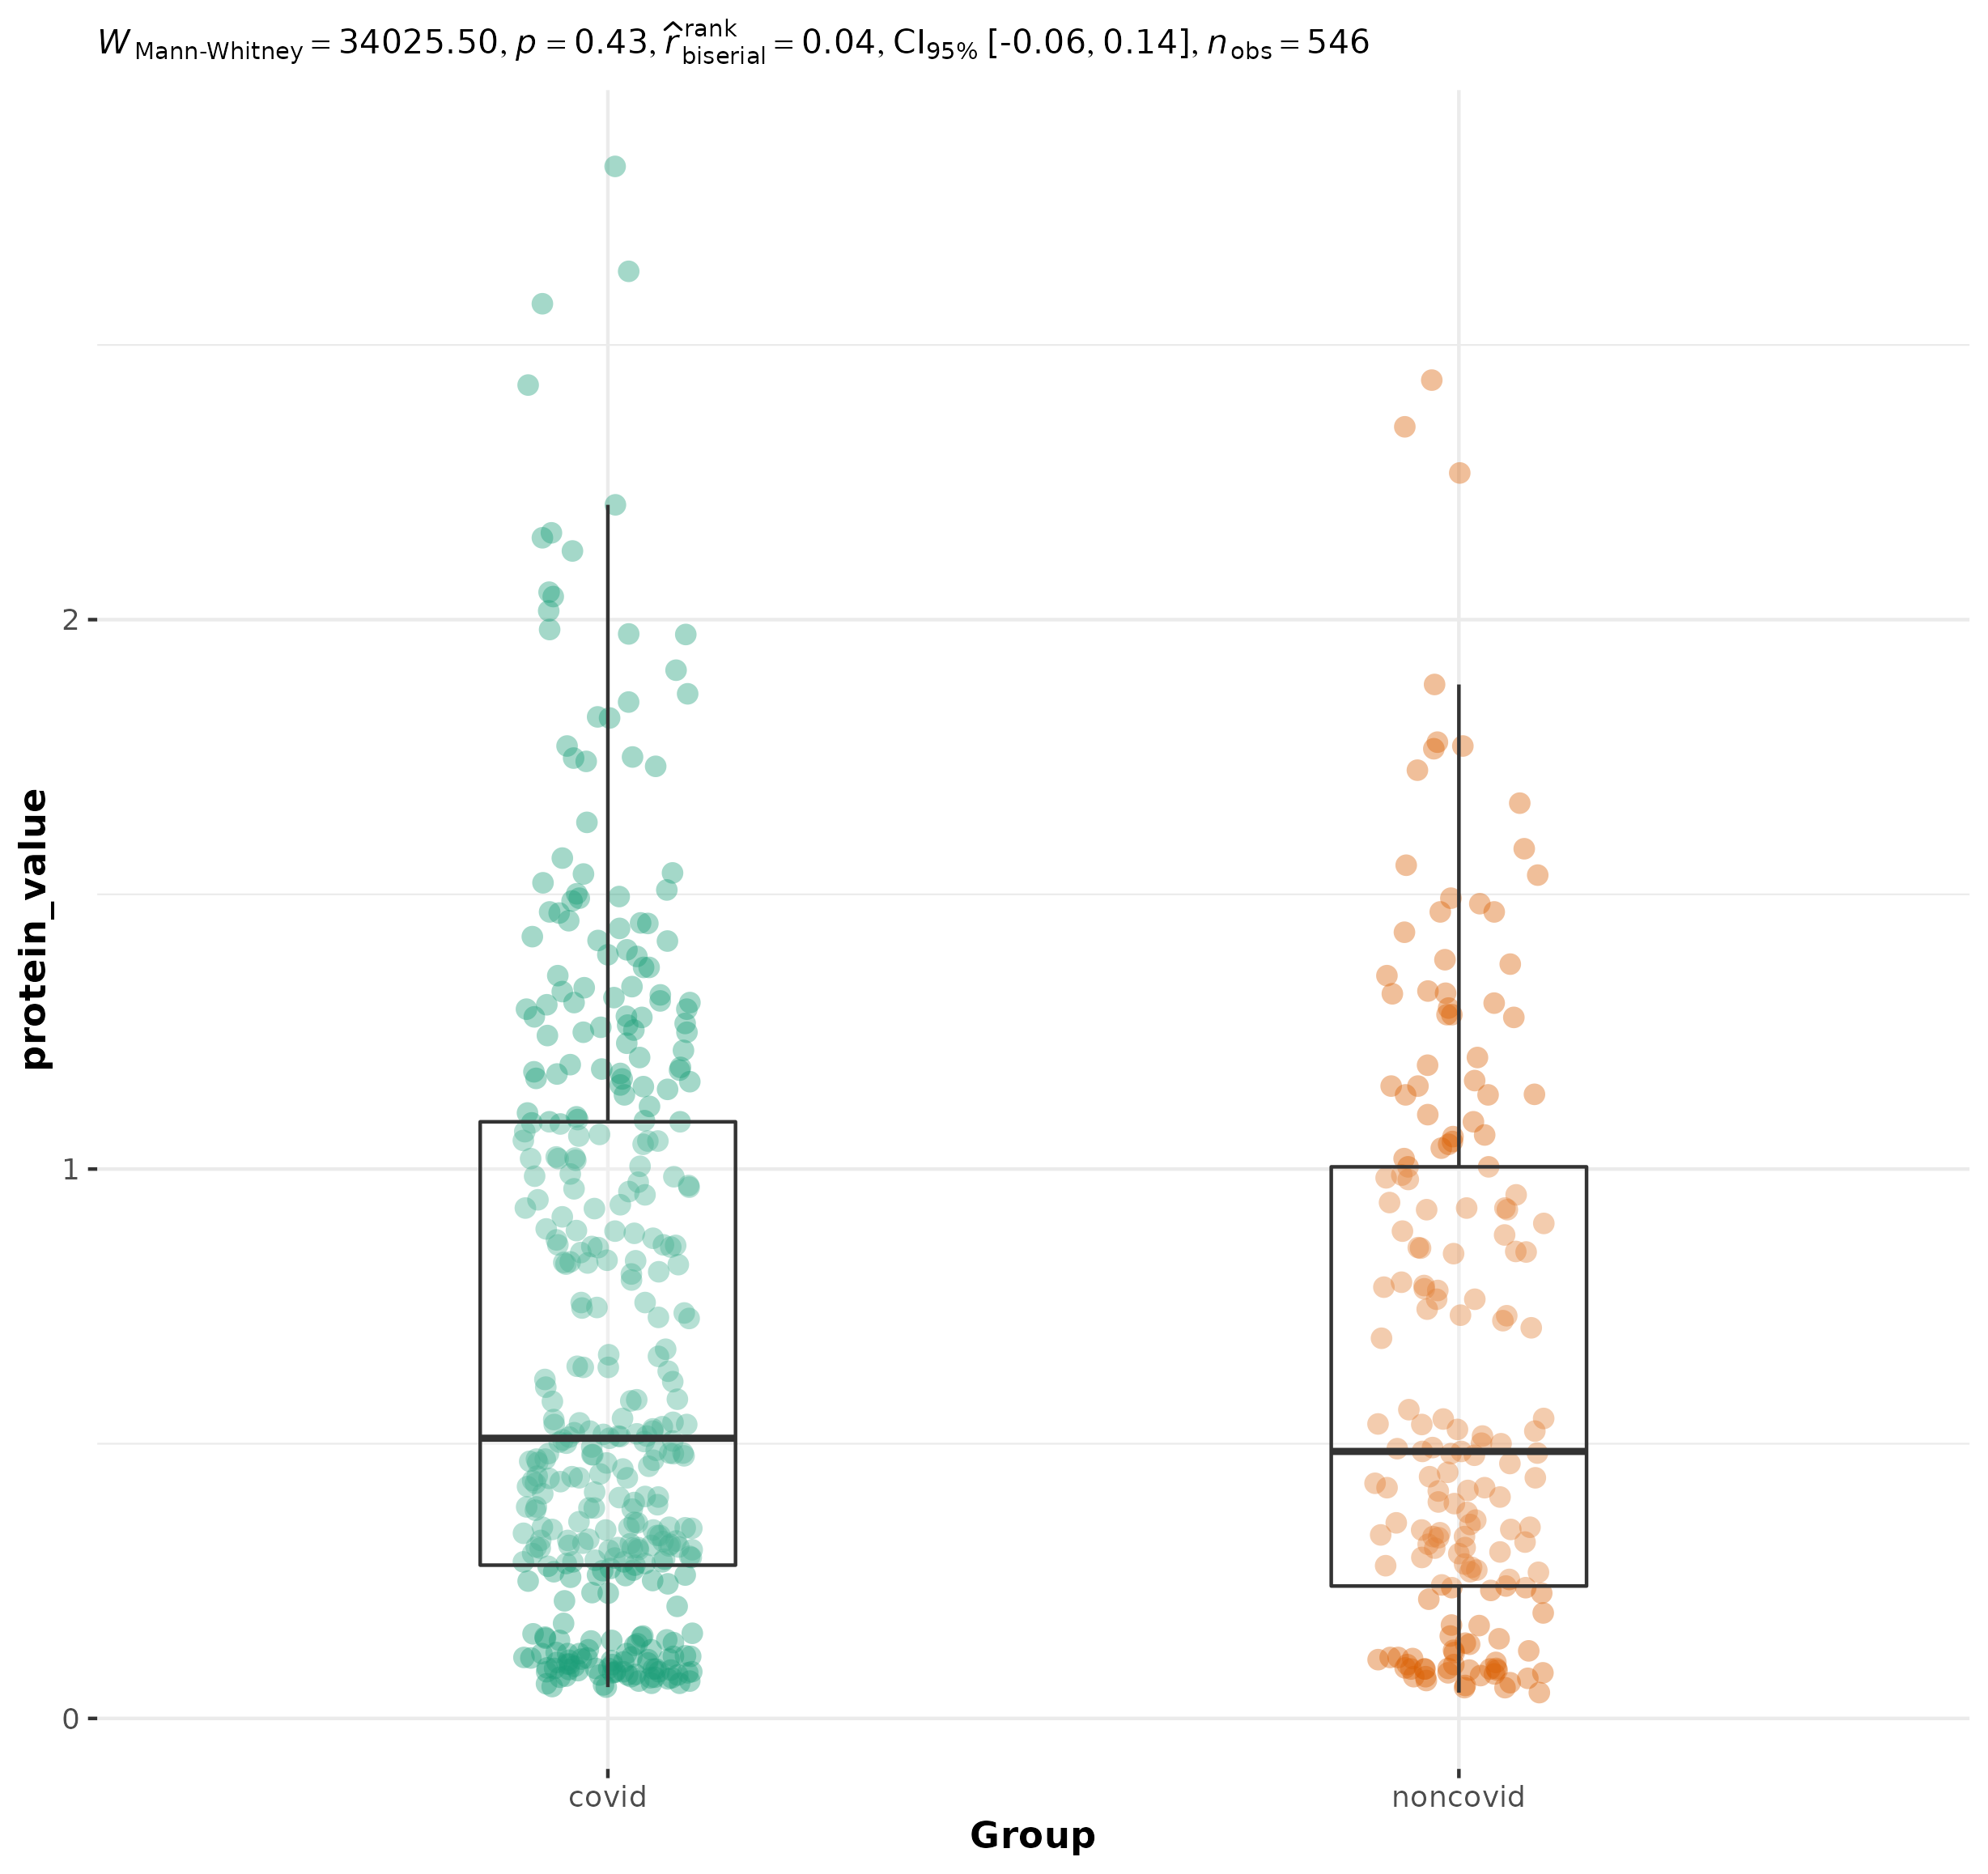 W Mann-Whitney = 34025.50, p = 0.43, r̂ rank biserial = 0.04, CI95% [-0.06, 0.14], n obs = 546
protein_value
2
1
0
covid noncovid
Group